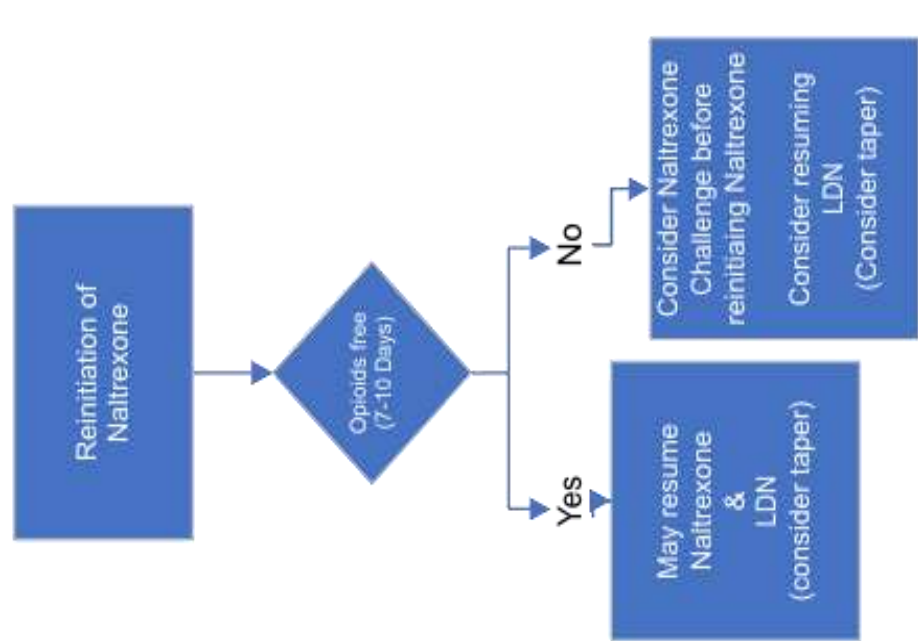 Reinitiation of
Naltrexone
Opioids free
(7-10 Days)
Yes
No
May resume
Naltrexone
&
LDN
(consider taper)
Consider Naltrexone
Challenge before
reinitiaing Naltrexone
Consider resuming
LDN
(Consider taper)